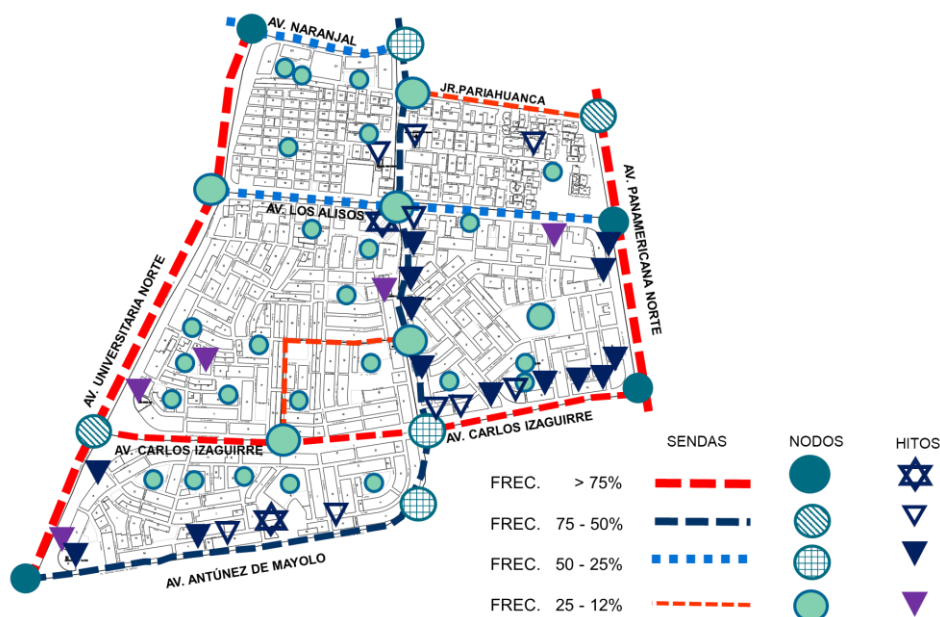 AV. NARANJAL
JR.PARIAHUANCA
AV. PANAMERICANA NORTE
AV. LOS ALISOS
AV. UNIVERSITARIA NORTE
AV. CARLOS IZAGUIRRE
AV. CARLOS IZAGUIRRE
AV. ANTÚNEZ DE MAYOLO
SENDAS NODOS HITOS
FREC. > 75%
FREC. 75 - 50%
FREC. 50 - 25%
FREC. 25 - 12%